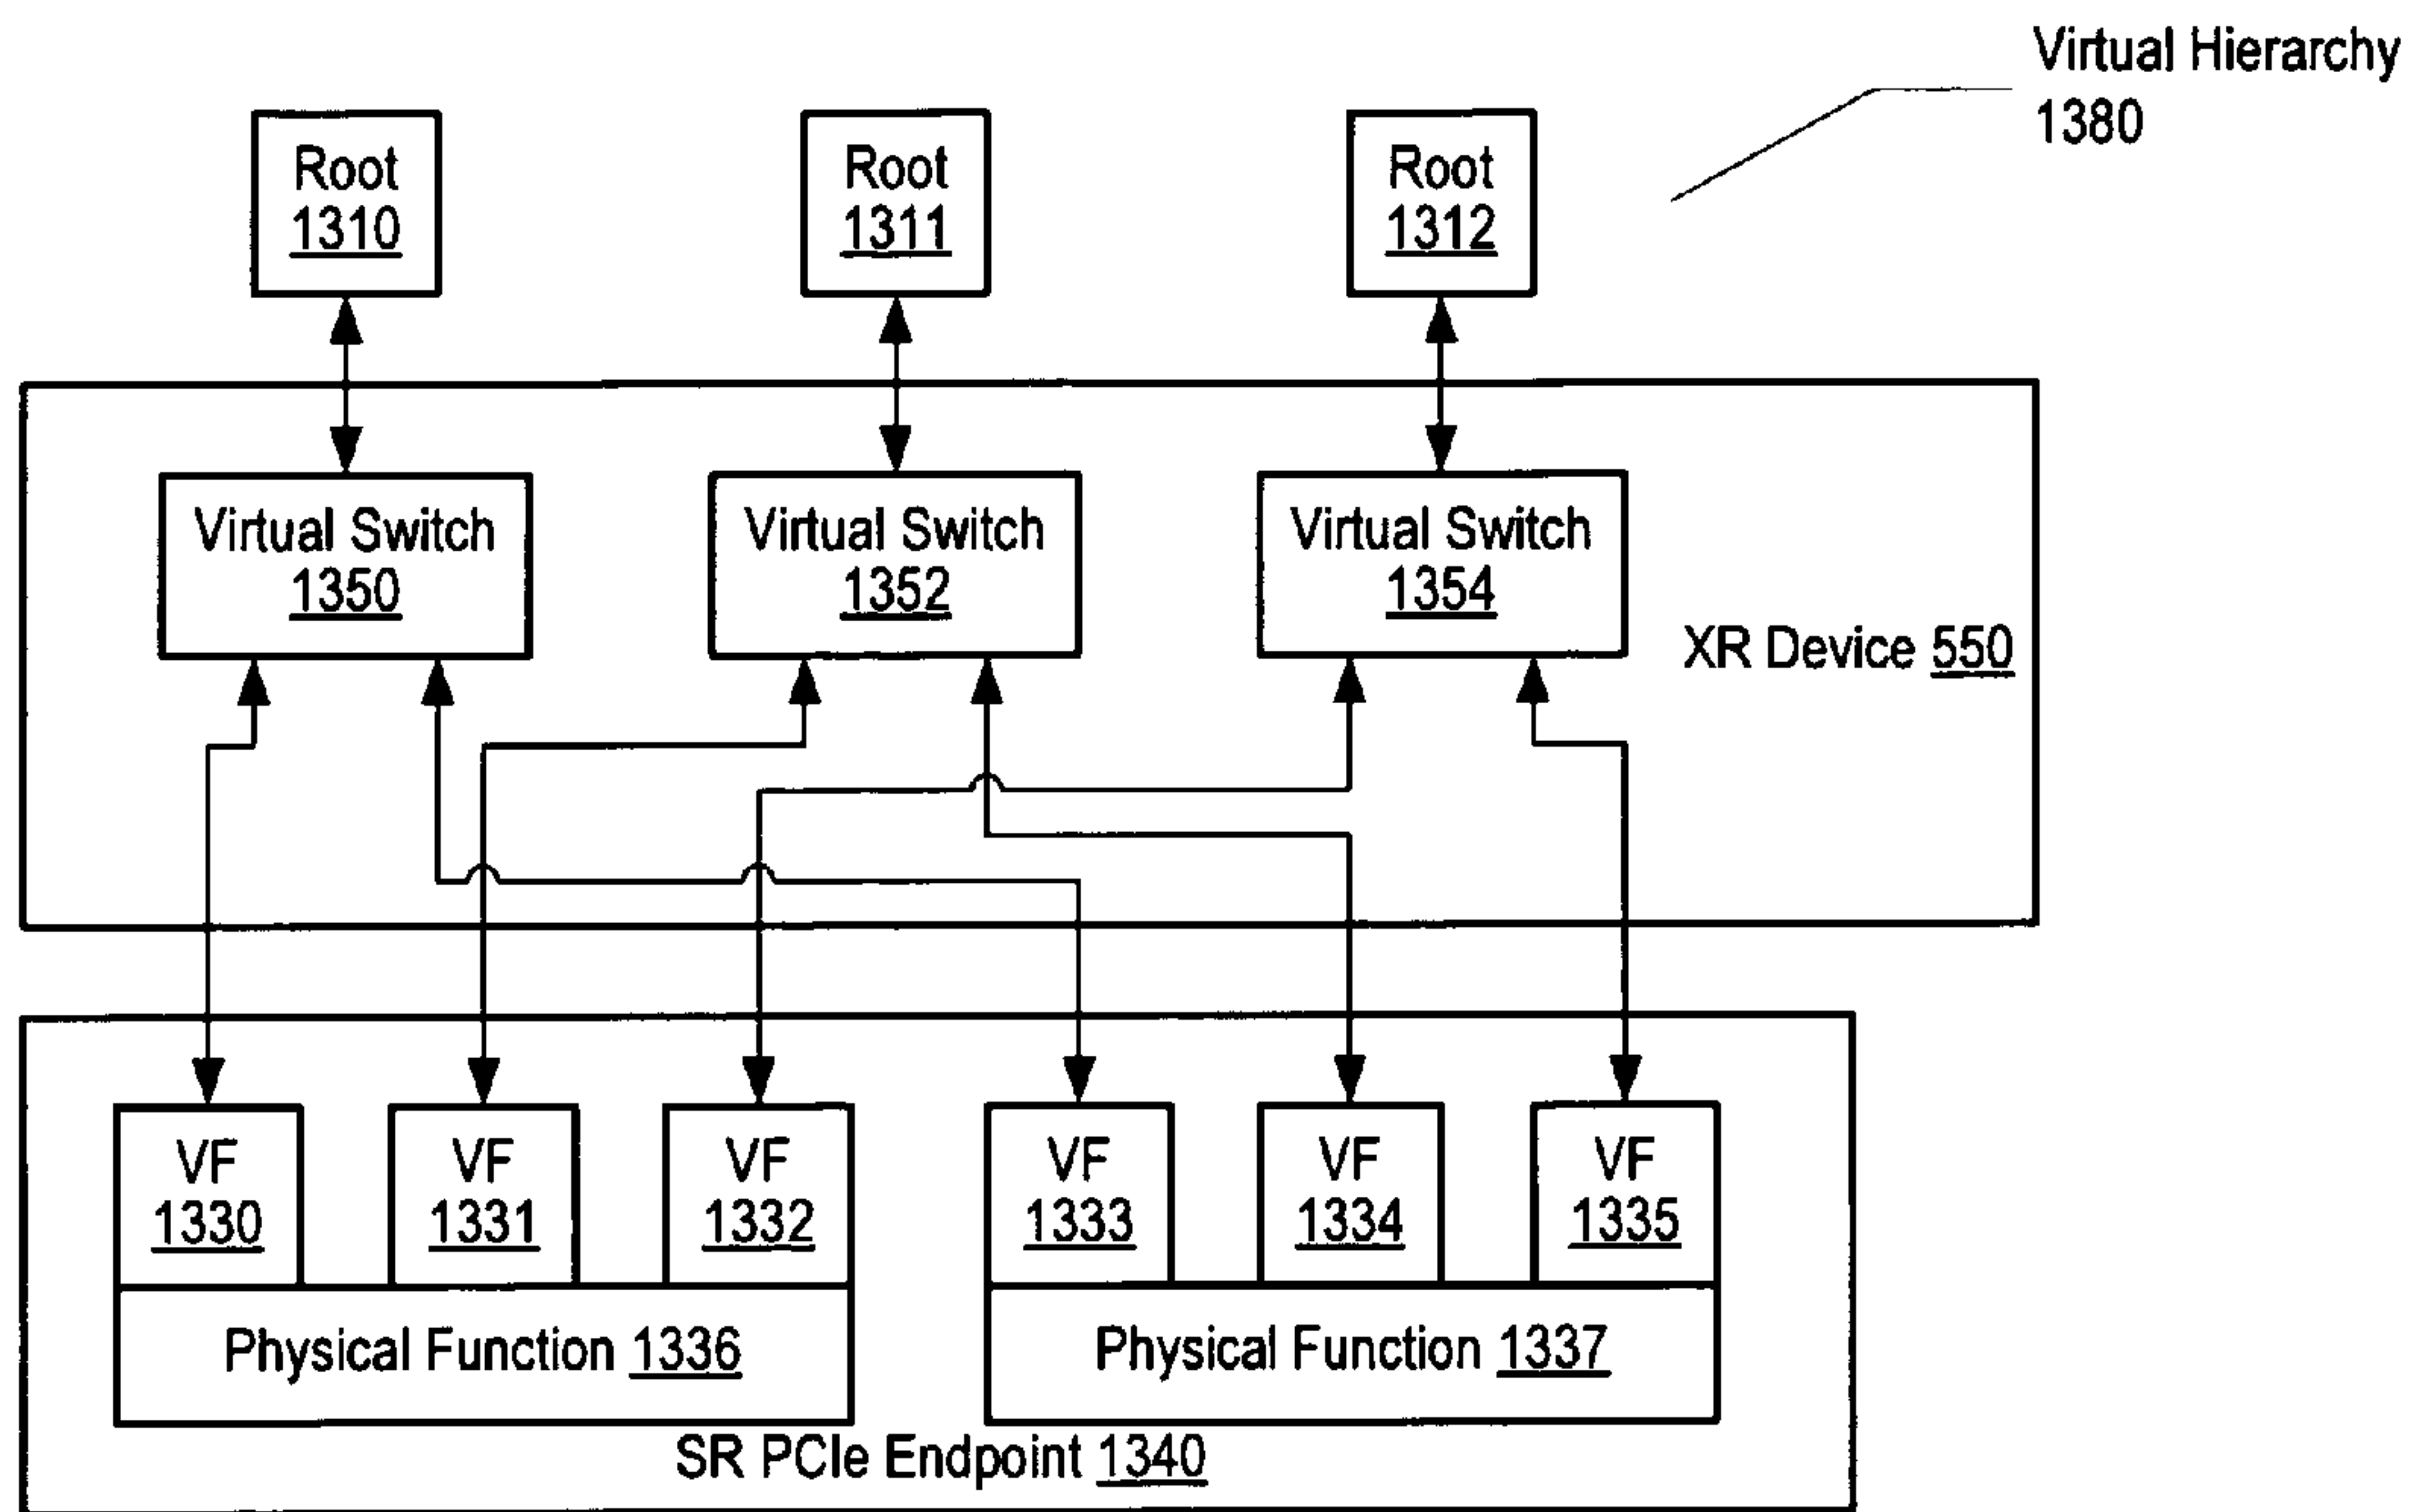 Virtual Hierarchy
1380
Root
1310
Root
1311
Root
1312
Virtual Switch
1350
Virtual Switch
1352
Virtual Switch
1354
XR Device 550
VF
1330
VF
1331
VF
1332
VF
1333
VF
1334
VF
1335
Physical Function 1336
Physical Function 1337
SR PCIe Endpoint 1340